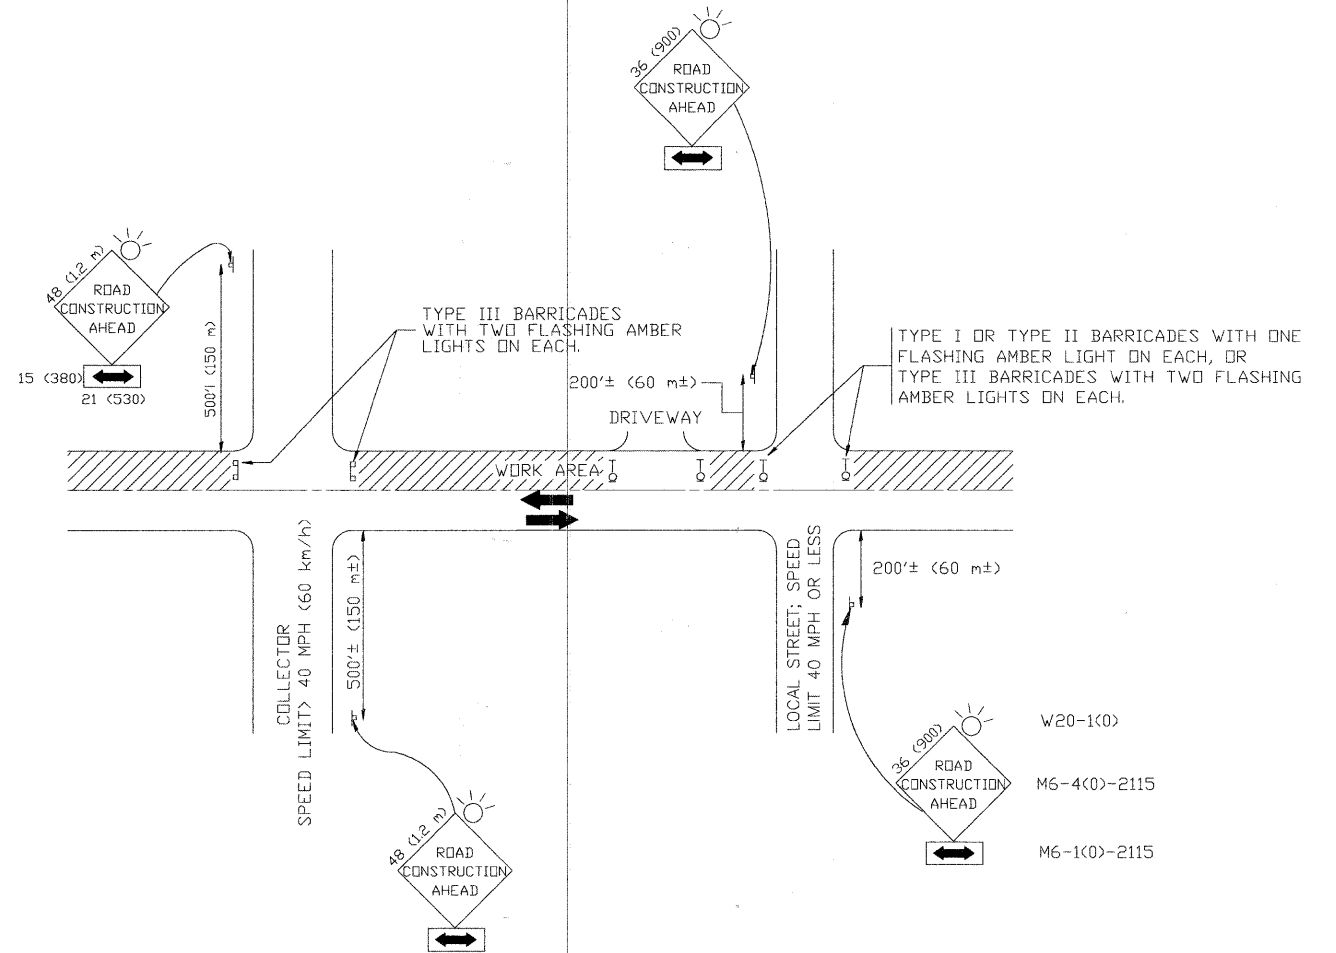 36 (900)
ROAD
CONSTRUCTION
AHEAD
48 (1.2 m)
ROAD
CONSTRUCTION
AHEAD
15 (380)
21 (530)
500'± (150 m)
TYPE III BARRICADES
WITH TWO FLASHING AMBER
LIGHTS ON EACH.
TYPE I OR TYPE II BARRICADES WITH ONE
FLASHING AMBER LIGHT ON EACH, OR
TYPE III BARRICADES WITH TWO FLASHING
AMBER LIGHTS ON EACH.
200'± (60 m±)
DRIVEWAY
WORK AREA
COLLECTOR
SPEED LIMIT> 40 MPH (60 km/h)
500'± (150 m±)
LOCAL STREET; SPEED
LIMIT 40 MPH OR LESS
200'± (60 m±)
48 (1.2 m)
ROAD
CONSTRUCTION
AHEAD
36 (900)
ROAD
CONSTRUCTION
AHEAD
W20-1(O)
M6-4(O)-2115
M6-1(O)-2115